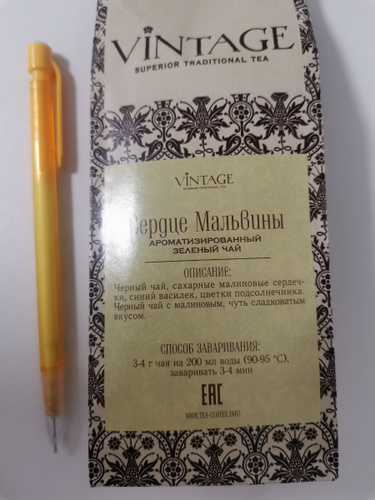 VINTAGE
SUPERIOR TRADITIONAL TEA
VINTAGE
SUPERIOR TRADITIONAL TEA
Сердце Мальвины
АРОМАТИЗИРОВАННЫЙ
ЗЕЛЕНЫЙ ЧАЙ
ОПИСАНИЕ:
Черный чай, сахарные малиновые сердеч-
ки, синий василек, цветки подсолнечника.
Черный чай с малиновым, чуть сладковатым
вкусом.
СПОСОБ ЗАВАРИВАНИЯ:
3-4 г чая на 200 мл воды (90-95 °С),
заваривать 3-4 мин
EAC
WWW.TEA-COFFEE.INFO